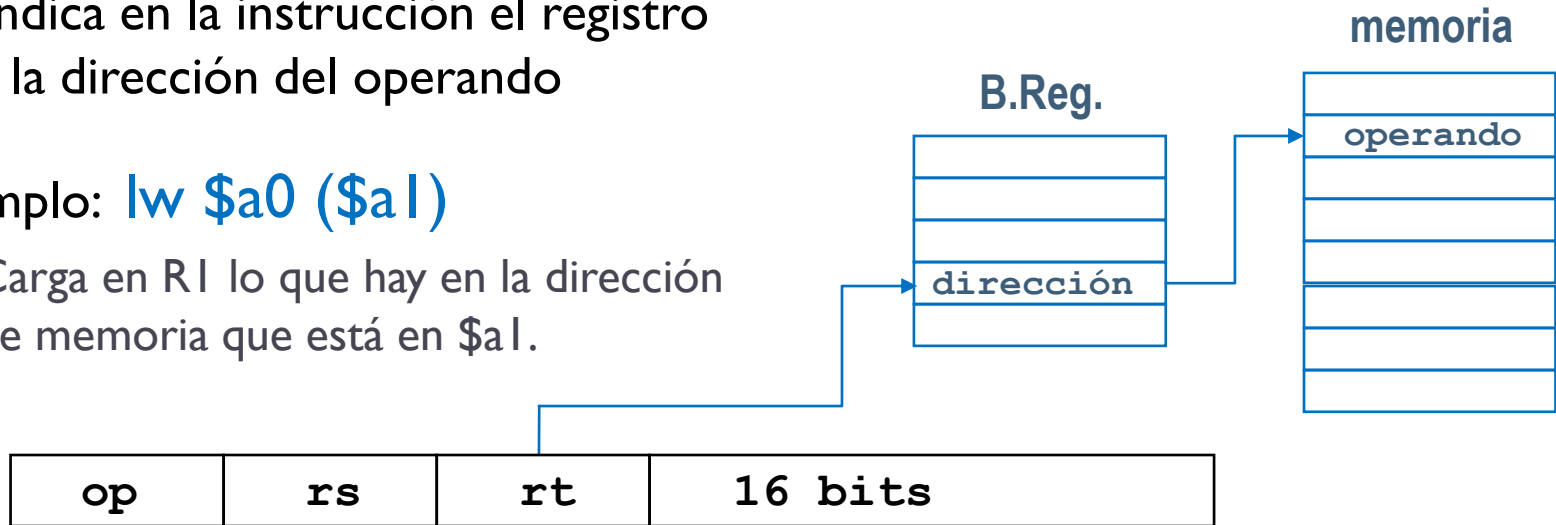 ndica en la instrucción el registro
la dirección del operando
mplo: lw $a0 ($a1)
Carga en R1 lo que hay en la dirección
e memoria que está en $a1.
B.Reg.
dirección
memoria
operando
op rs rt 16 bits